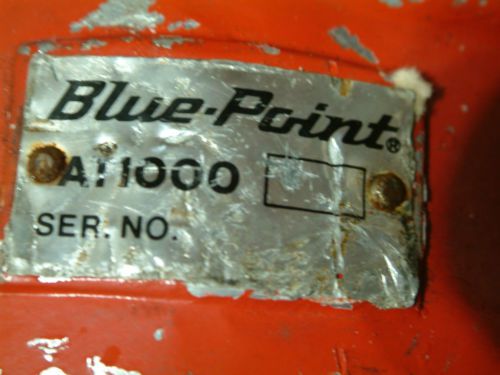 Blue-Point®
AT1000
SER. NO.